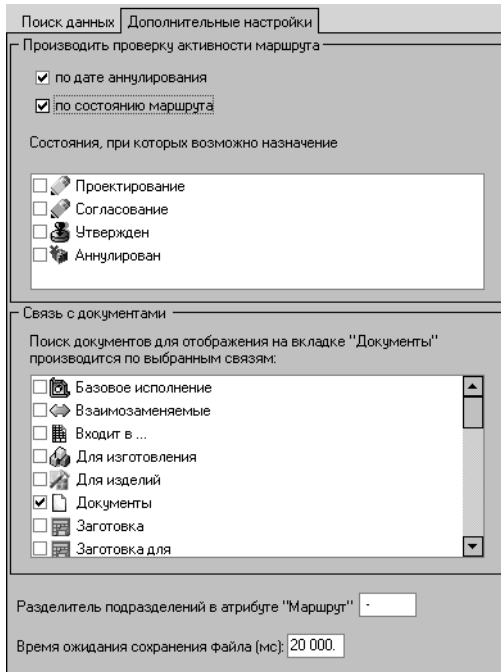 Поиск данных Дополнительные настройки
Производить проверку активности маршрута
по дате аннулирования
по состоянию маршрута
Состояния, при которых возможно назначение
Проектирование
Согласование
Утвержден
Аннулирован
Связь с документами
Поиск документов для отображения на вкладке "Документы"
производится по выбранным связям:
Базовое исполнение
Взаимозаменяемые
Входит в ...
Для изготовления
Для изделий
Документы
Заготовка
Заготовка для
Разделитель подразделений в атрибуте "Маршрут" -
Время ожидания сохранения файла (мс): 20 000.